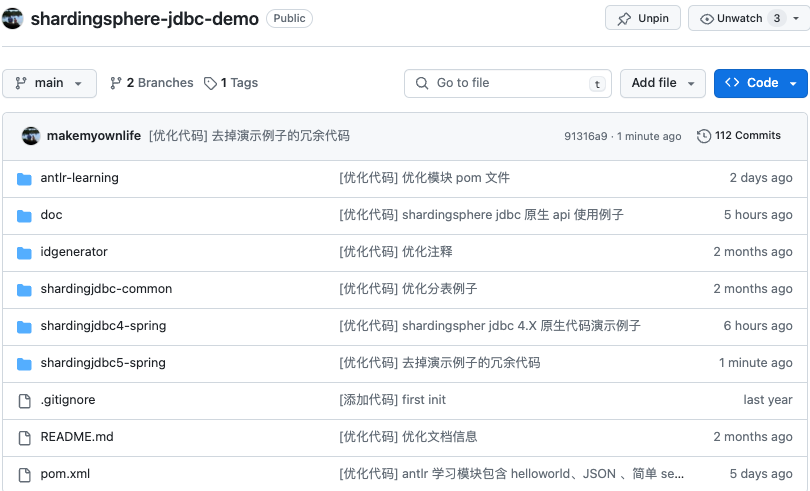 shardingsphere-jdbc-demo Public Unpin Unwatch 3
main 2 Branches 1 Tags Go to file t Add file Code
makemyownlife [优化代码] 去掉演示例子的冗余代码 91316a9 · 1 minute ago 112 Commits
antlr-learning [优化代码] 优化模块 pom 文件 2 days ago
doc [优化代码] shardingsphere jdbc 原生 api 使用例子 5 hours ago
idgenerator [优化代码] 优化注释 2 months ago
shardingjdbc-common [优化代码] 优化分表例子 2 months ago
shardingjdbc4-spring [优化代码] shardingspher jdbc 4.X 原生代码演示例子 6 hours ago
shardingjdbc5-spring [优化代码] 去掉演示例子的冗余代码 1 minute ago
.gitignore [添加代码] first init last year
README.md [优化代码] 优化文档信息 2 months ago
pom.xml [优化代码] antlr 学习模块包含 helloworld、JSON 、简单 se... 5 days ago